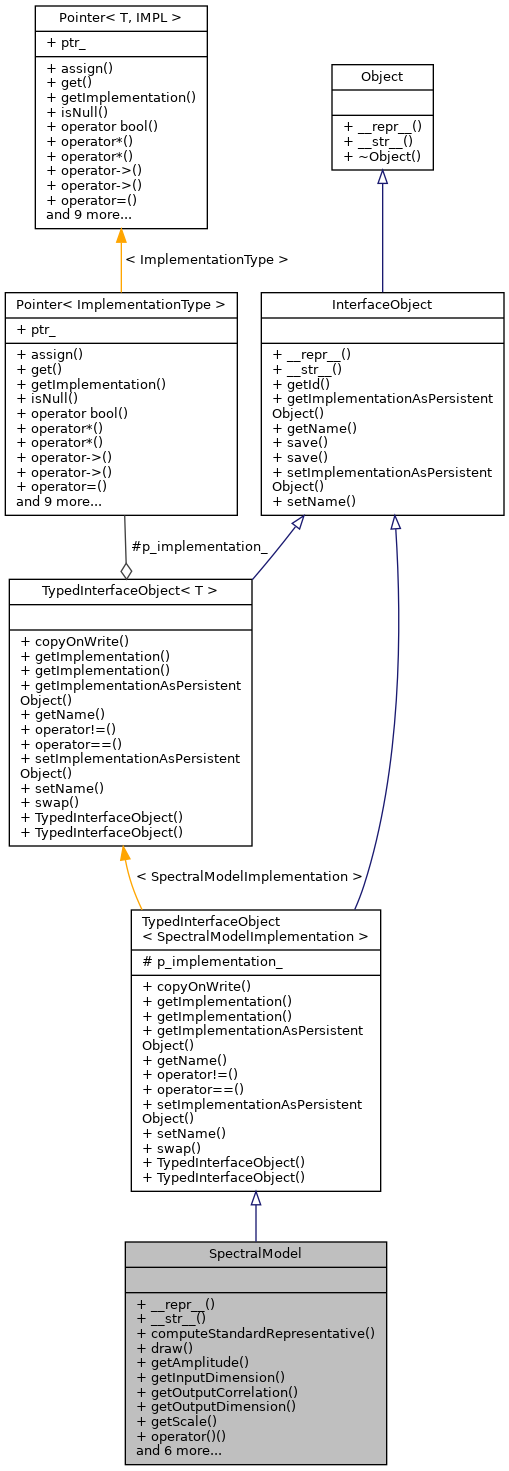 Pointer< T, IMPL >
+ ptr_
+ assign()
+ get()
+ getImplementation()
+ isNull()
+ operator bool()
+ operator*()
+ operator*()
+ operator->()
+ operator->()
+ operator=()
and 9 more...
Object
+ __repr__()
+ __str__()
+ ~Object()
< ImplementationType >
Pointer< ImplementationType >
+ ptr_
+ assign()
+ get()
+ getImplementation()
+ isNull()
+ operator bool()
+ operator*()
+ operator*()
+ operator->()
+ operator->()
+ operator=()
and 9 more...
InterfaceObject
+ __repr__()
+ __str__()
+ getId()
+ getImplementationAsPersistent
Object()
+ getName()
+ save()
+ save()
+ setImplementationAsPersistent
Object()
+ setName()
#p_implementation_
TypedInterfaceObject< T >
+ copyOnWrite()
+ getImplementation()
+ getImplementation()
+ getImplementationAsPersistent
Object()
+ getName()
+ operator!=()
+ operator==()
+ setImplementationAsPersistent
Object()
+ setName()
+ swap()
+ TypedInterfaceObject()
+ TypedInterfaceObject()
< SpectralModelImplementation >
TypedInterfaceObject
< SpectralModelImplementation >
# p_implementation_
+ copyOnWrite()
+ getImplementation()
+ getImplementation()
+ getImplementationAsPersistent
Object()
+ getName()
+ operator!=()
+ operator==()
+ setImplementationAsPersistent
Object()
+ setName()
+ swap()
+ TypedInterfaceObject()
+ TypedInterfaceObject()
SpectralModel
+ __repr__()
+ __str__()
+ computeStandardRepresentative()
+ draw()
+ getAmplitude()
+ getInputDimension()
+ getOutputCorrelation()
+ getOutputDimension()
+ getScale()
+ operator()()
and 6 more...